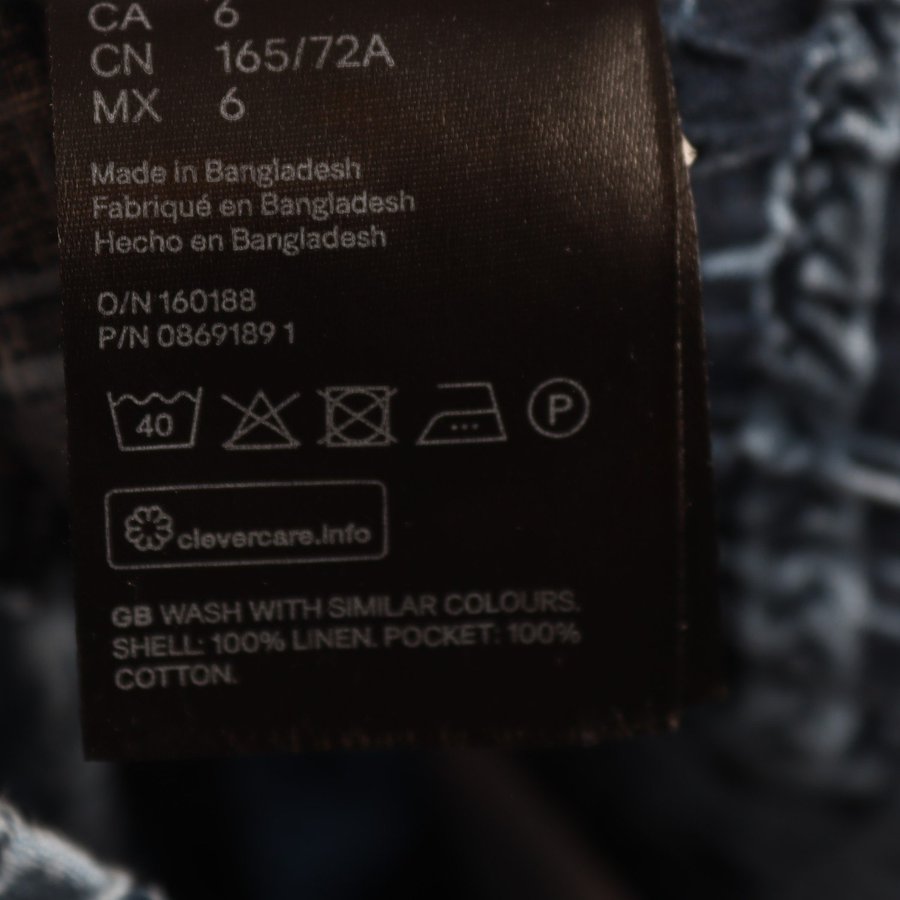 CA 6
CN 165/72A
MX 6
Made in Bangladesh
Fabriqué en Bangladesh
Hecho en Bangladesh
O/N 160188
P/N 0869189 1
40
P
clevercare.info
GB WASH WITH SIMILAR COLOURS.
SHELL: 100% LINEN. POCKET: 100%
COTTON.